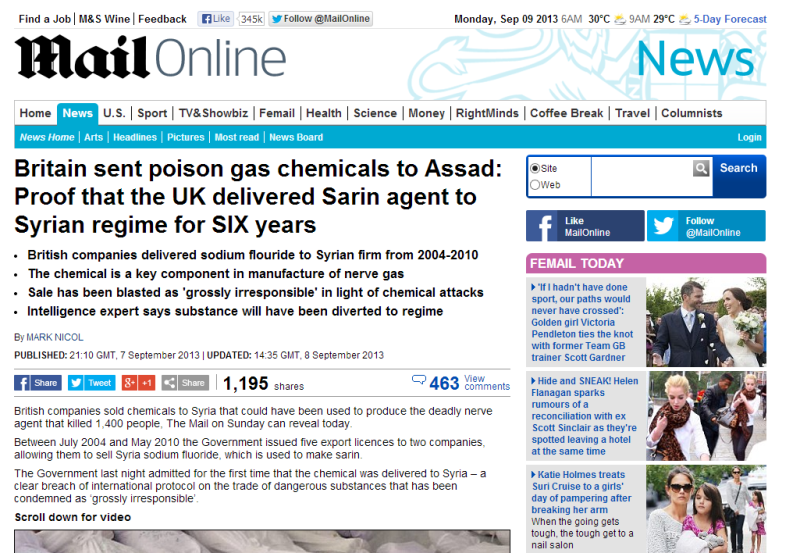 Find a Job | M&S Wine | Feedback Like 345k Follow @MailOnline Monday, Sep 09 2013 6AM 30°C 9AM 29°C 5-Day Forecast
Mail Online News
Home News U.S. | Sport | TV&Showbiz | Femail | Health | Science | Money | RightMinds | Coffee Break | Travel | Columnists
News Home | Arts | Headlines | Pictures | Most read | News Board Login
Britain sent poison gas chemicals to Assad:
Proof that the UK delivered Sarin agent to
Syrian regime for SIX years
• British companies delivered sodium flouride to Syrian firm from 2004-2010
• The chemical is a key component in manufacture of nerve gas
• Sale has been blasted as 'grossly irresponsible' in light of chemical attacks
• Intelligence expert says substance will have been diverted to regime
By MARK NICOL
PUBLISHED: 21:10 GMT, 7 September 2013 | UPDATED: 14:35 GMT, 8 September 2013
Share Tweet +1 Share 1,195 shares 463 View comments
British companies sold chemicals to Syria that could have been used to produce the deadly nerve
agent that killed 1,400 people, The Mail on Sunday can reveal today.
Between July 2004 and May 2010 the Government issued five export licences to two companies,
allowing them to sell Syria sodium fluoride, which is used to make sarin.
The Government last night admitted for the first time that the chemical was delivered to Syria – a
clear breach of international protocol on the trade of dangerous substances that has been
condemned as 'grossly irresponsible'.
Scroll down for video
Site
Web
Search
Like
MailOnline
Follow
@MailOnline
FEMAIL TODAY
'If I hadn't have done
sport, our paths would
never have crossed':
Golden girl Victoria
Pendleton ties the knot
with former Team GB
trainer Scott Gardner
Hide and SNEAK! Helen
Flanagan sparks
rumours of a
reconciliation with ex
Scott Sinclair as they're
spotted leaving a hotel
at the same time
Katie Holmes treats
Suri Cruise to a girls'
day of pampering after
breaking her arm
When the going gets
tough, the tough get to a
nail salon